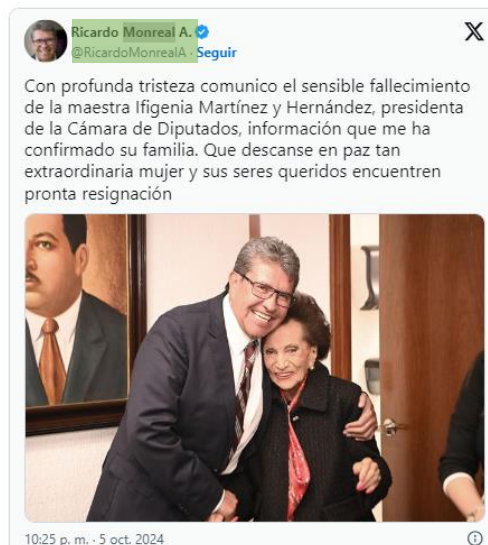 Ricardo Monreal A.
@RicardoMonrealA · Seguir
Con profunda tristeza comunico el sensible fallecimiento
de la maestra Ifigenia Martínez y Hernández, presidenta
de la Cámara de Diputados, información que me ha
confirmado su familia. Que descanse en paz tan
extraordinaria mujer y sus seres queridos encuentren
pronta resignación
10:25 p. m. · 5 oct. 2024